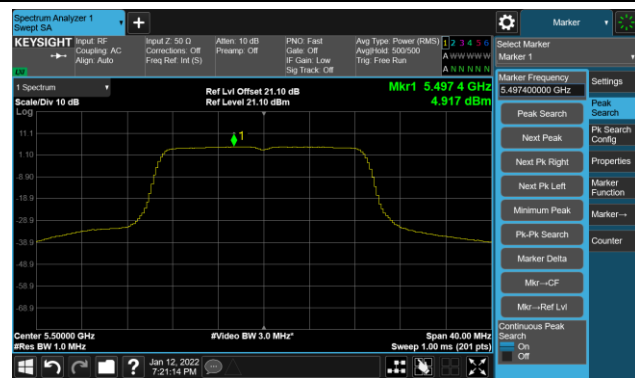 Spectrum Analyzer 1
Swept SA
Marker
KEYSIGHT
Input: RF
Coupling: AC
Align: Auto
Input Z: 50 Ω
Corrections: Off
Freq Ref: Int (S)
Atten: 10 dB
Preamp: Off
PNO: Fast
Gate: Off
IF Gain: Low
Sig Track: Off
Avg Type: Power (RMS)
Avg|Hold: 500/500
Trig: Free Run
1 2 3 4 5 6
A W W W W W
A N N N N N
Select Marker
Marker 1
LXI
1 Spectrum
Scale/Div 10 dB
Log
Ref Lvl Offset 21.10 dB
Ref Level 21.10 dBm
Mkr1 5.497 4 GHz
4.917 dBm
Marker Frequency
5.497400000 GHz
Settings
Peak Search
Peak
Search
Next Peak
Pk Search
Config
Next Pk Right
Properties
Next Pk Left
Marker
Function
Minimum Peak
Marker→
Pk-Pk Search
Counter
Marker Delta
Mkr→CF
Mkr→Ref Lvl
Continuous Peak
Search
On
Off
1
11.1
1.10
-8.90
-18.9
-28.9
-38.9
-48.9
-58.9
-68.9
Center 5.50000 GHz
#Res BW 1.0 MHz
#Video BW 3.0 MHz*
Span 40.00 MHz
Sweep 1.00 ms (201 pts)
?
Jan 12, 2022
7:21:14 PM